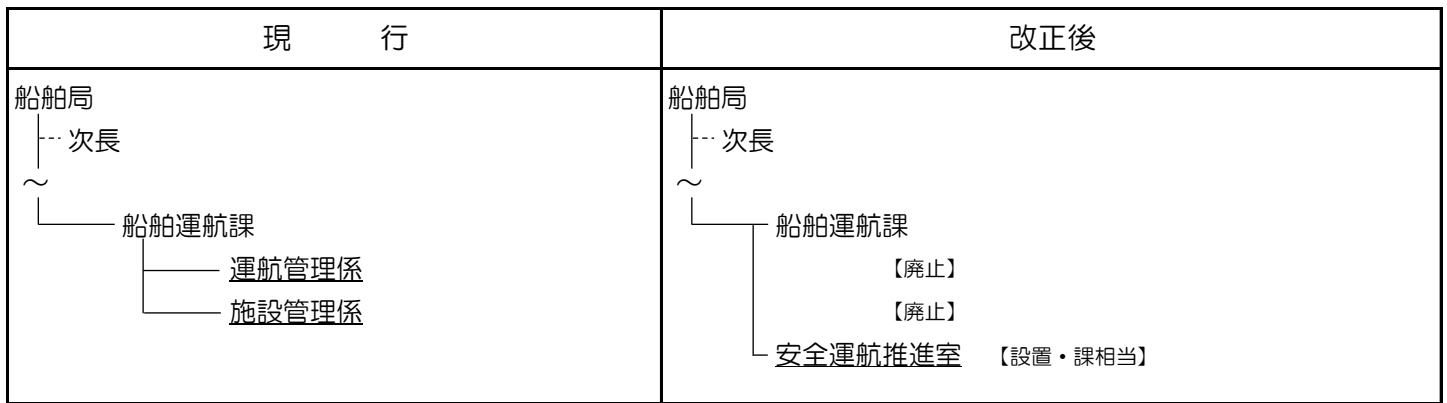 現　　　行
船舶局
次長
～
船舶運航課
運航管理係
施設管理係
改正後
船舶局
次長
～
船舶運航課
【廃止】
【廃止】
安全運航推進室　【設置・課相当】